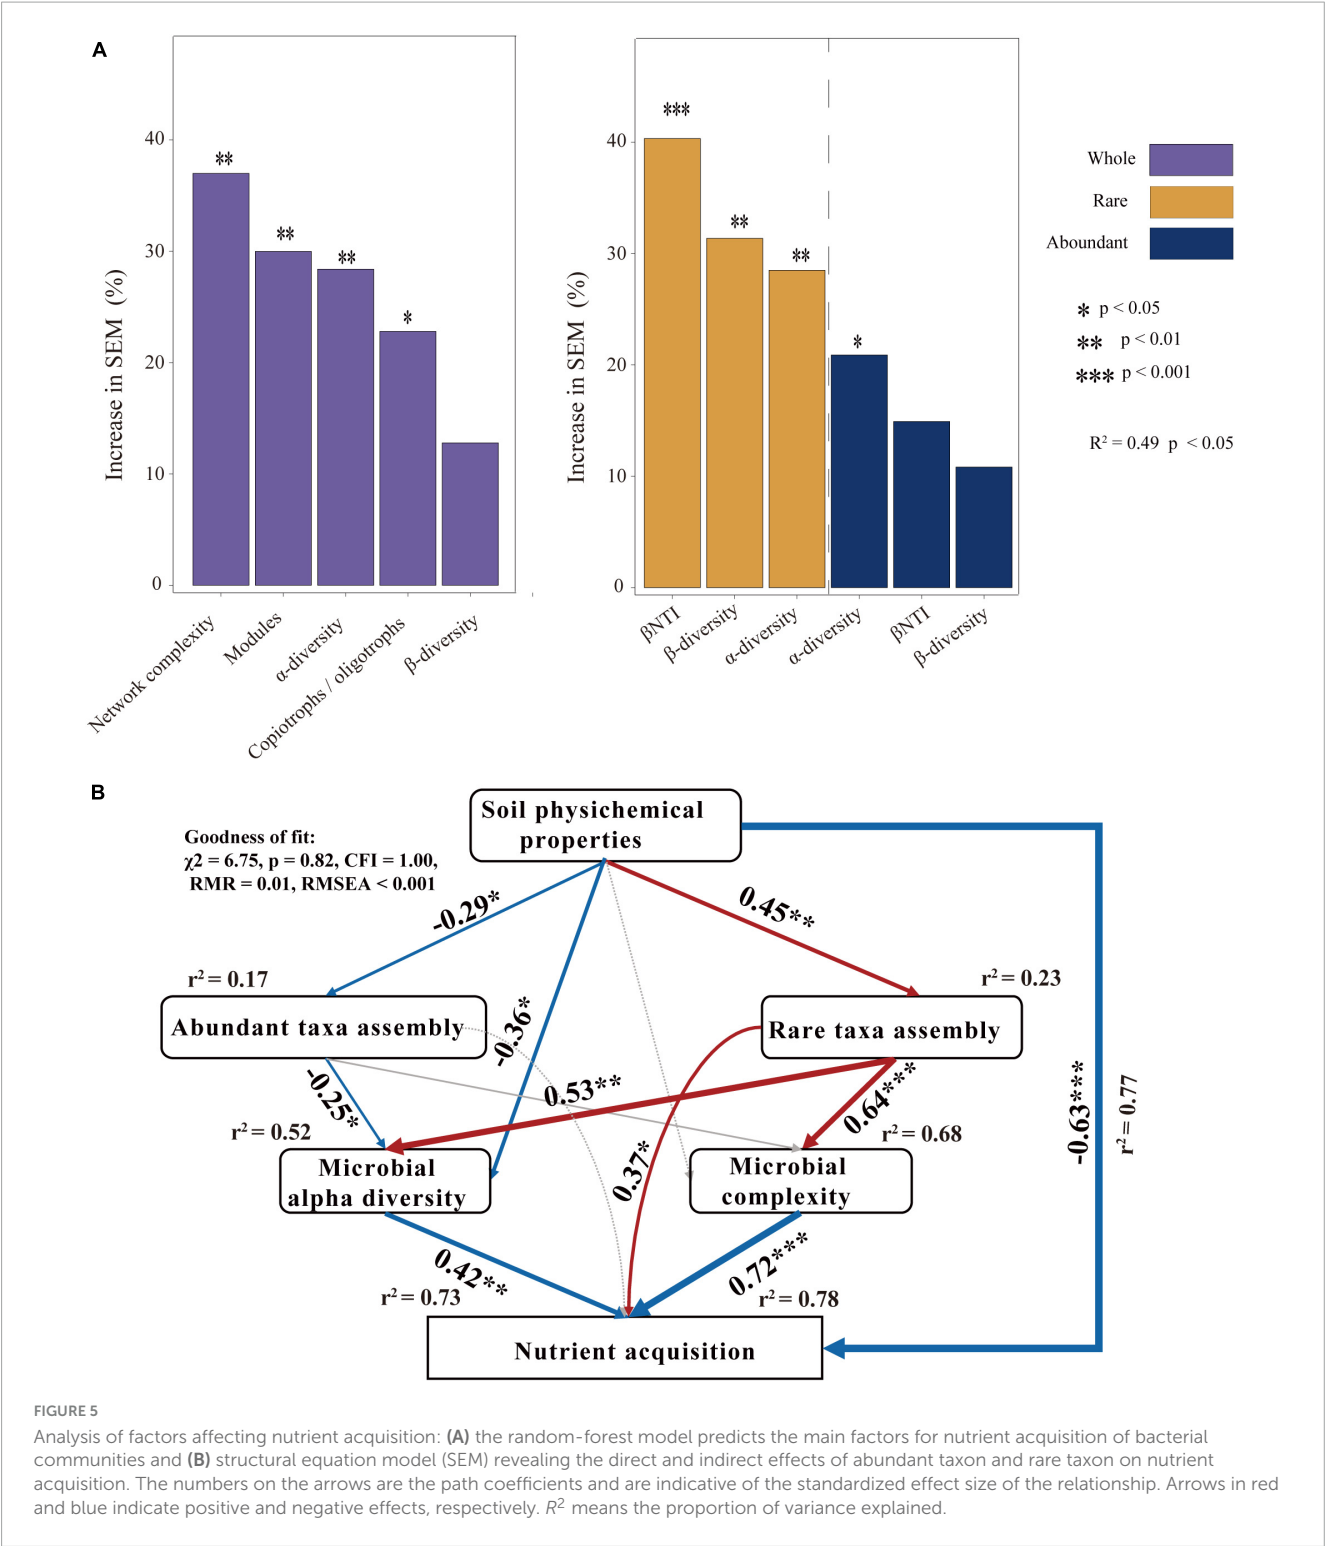 A
Increase in SEM (%)
40
30
20
10
0
**
**
**
*
Network complexity
Modules
α-diversity
Copiotrophs / oligotrophs
β-diversity
Increase in SEM (%)
40
30
20
10
0
***
**
**
*
βNTI
β-diversity
α-diversity
α-diversity
βNTI
β-diversity
Whole
Rare
Aboundant
* p < 0.05
** p < 0.01
*** p < 0.001
R² = 0.49 p < 0.05
B
Goodness of fit:
χ2 = 6.75, p = 0.82, CFI = 1.00,
RMR = 0.01, RMSEA < 0.001
Soil physichemical
properties
-0.29*
0.45**
r² = 0.17
r² = 0.23
Abundant taxa assembly
-0.36*
Rare taxa assembly
-0.25*
0.53**
0.64***
-0.63***
r² = 0.77
r² = 0.52
r² = 0.68
Microbial
alpha diversity
0.37*
Microbial
complexity
0.42**
0.72***
r² = 0.73
r² = 0.78
Nutrient acquisition
FIGURE 5
Analysis of factors affecting nutrient acquisition: (A) the random-forest model predicts the main factors for nutrient acquisition of bacterial
communities and (B) structural equation model (SEM) revealing the direct and indirect effects of abundant taxon and rare taxon on nutrient
acquisition. The numbers on the arrows are the path coefficients and are indicative of the standardized effect size of the relationship. Arrows in red
and blue indicate positive and negative effects, respectively. R² means the proportion of variance explained.